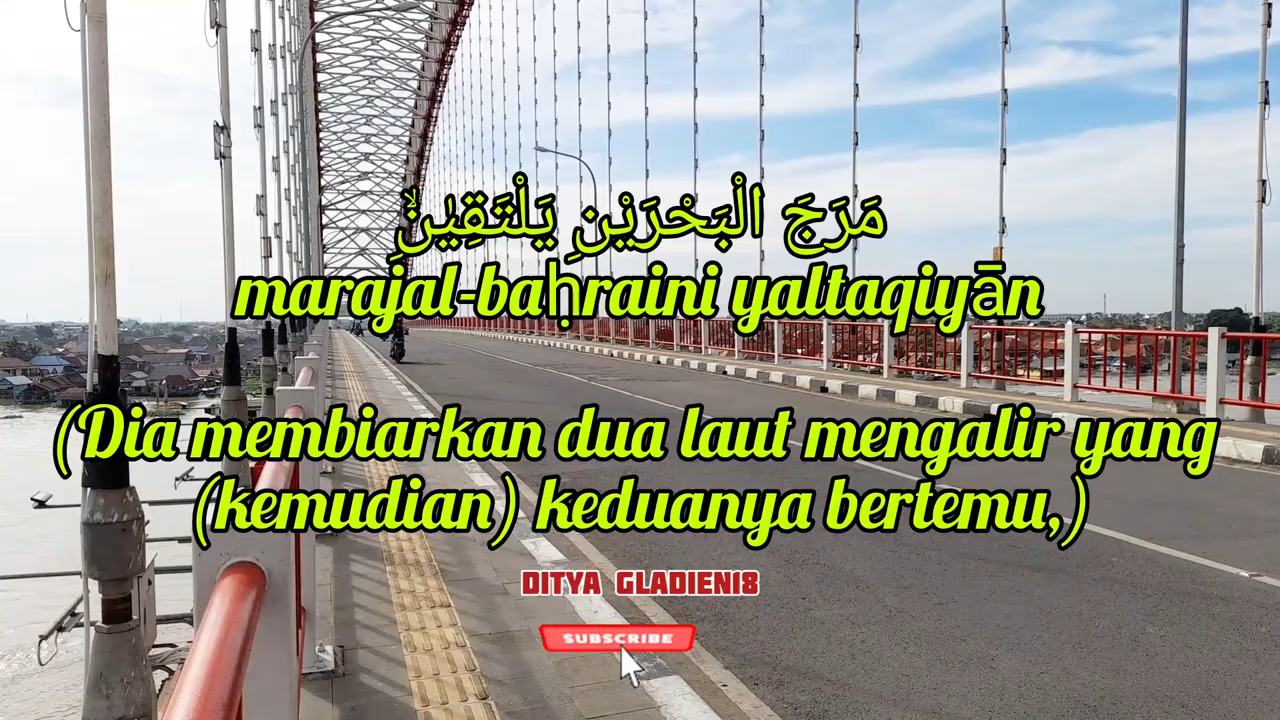 مَرَجَ الْبَحْرَيْنِ يَلْتَقِيٰنِۙ
marajal-baḥraini yaltaqiyān
(Dia membiarkan dua laut mengalir yang
(kemudian) keduanya bertemu,)
DITYA GLADIEN18
SUBSCRIBE